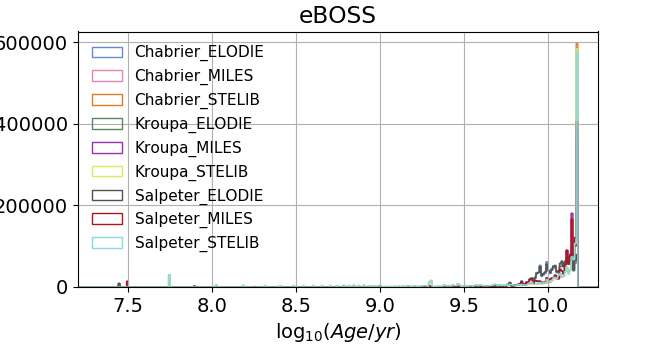 eBOSS
600000
400000
200000
0
Chabrier_ELODIE
Chabrier_MILES
Chabrier_STELIB
Kroupa_ELODIE
Kroupa_MILES
Kroupa_STELIB
Salpeter_ELODIE
Salpeter_MILES
Salpeter_STELIB
7.5 8.0 8.5 9.0 9.5 10.0
log₁₀(Age/yr)